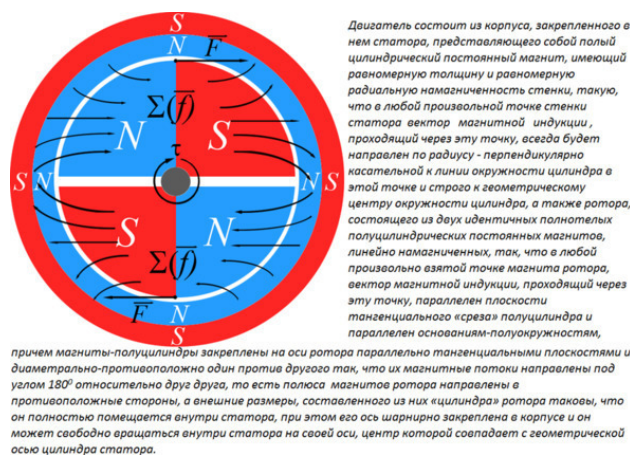 S
N
F̅
Σ(f̅)
N
S
τ
S
N
N
S
S
N
Σ(f̅)
F̅
N
S
Двигатель состоит из корпуса, закрепленного в
нем статора, представляющего собой полый
цилиндрический постоянный магнит, имеющий
равномерную толщину и равномерную
радиальную намагниченность стенки, такую,
что в любой произвольной точке стенки
статора вектор магнитной индукции ,
проходящий через эту точку, всегда будет
направлен по радиусу - перпендикулярно
касательной к линии окружности цилиндра в
этой точке и строго к геометрическому
центру окружности цилиндра, а также ротора,
состоящего из двух идентичных полнотелых
полуцилиндрических постоянных магнитов,
линейно намагниченных, так, что в любой
произвольно взятой точке магнита ротора,
вектор магнитной индукции, проходящий через
эту точку, параллелен плоскости
тангенциального «среза» полуцилиндра и
параллелен основаниям-полуокружностям,
причем магниты-полуцилиндры закреплены на оси ротора параллельно тангенциальными плоскостями и
диаметрально-противоположно один против другого так, что их магнитные потоки направлены под
углом 180⁰ относительно друг друга, то есть полюса магнитов ротора направлены в
противоположные стороны, а внешние размеры, составленного из них «цилиндра» ротора таковы, что
он полностью помещается внутри статора, при этом его ось шарнирно закреплена в корпусе и он
может свободно вращаться внутри статора на своей оси, центр которой совпадает с геометрической
осью цилиндра статора.